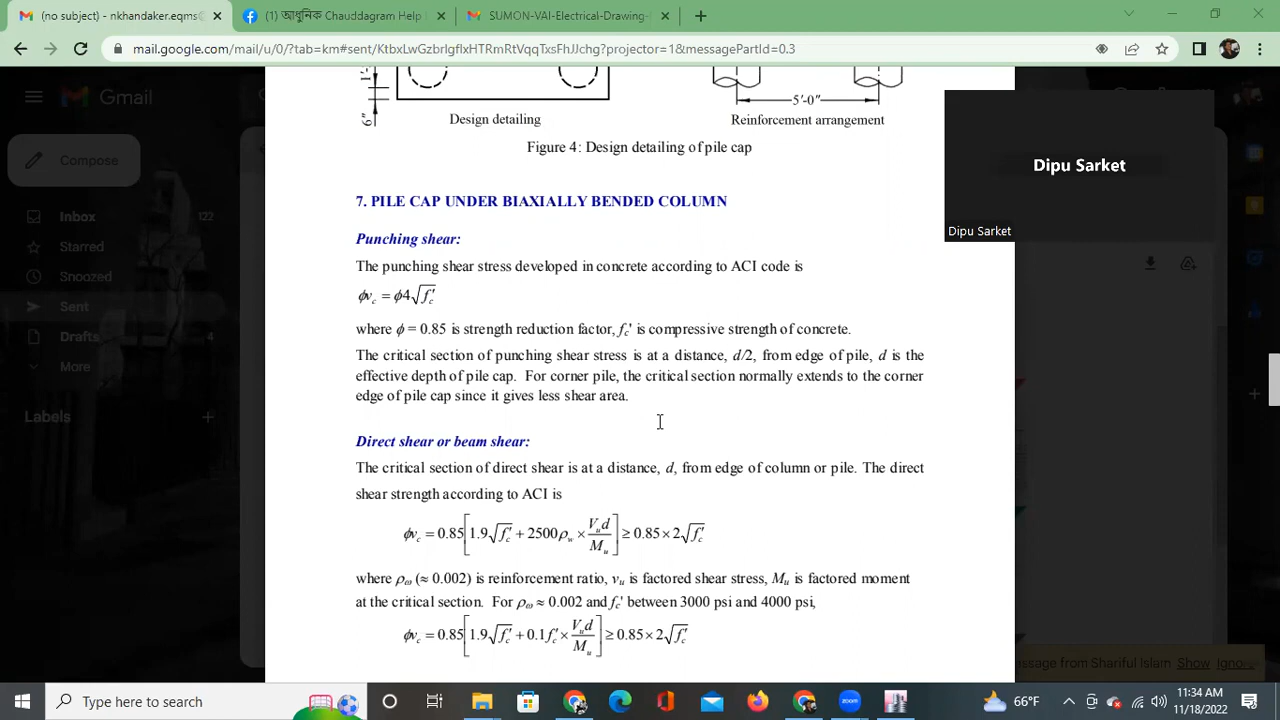 (no subject) - nkhandaker.eqms@
(1) আধুনিক Chauddagram Help
SUMON-VAI-Electrical-Drawing-
mail.google.com/mail/u/0/?tab=km#sent/KtbxLwGzbrlgflxHTRmRtVqqTxsFhJJchg?projector=1&messagePartId=0.3
Gmail
Compose
Inbox 122
Starred
Snoozed
Sent
Drafts 4
More
Labels
6"
5'-0"
Design detailing
Reinforcement arrangement
Figure 4: Design detailing of pile cap
Dipu Sarket
Dipu Sarket
7. PILE CAP UNDER BIAXIALLY BENDED COLUMN
Punching shear:
The punching shear stress developed in concrete according to ACI code is
ϕv_c = ϕ4√f_c′
where ϕ = 0.85 is strength reduction factor, f_c' is compressive strength of concrete.
The critical section of punching shear stress is at a distance, d/2, from edge of pile, d is the
effective depth of pile cap. For corner pile, the critical section normally extends to the corner
edge of pile cap since it gives less shear area.
Direct shear or beam shear:
The critical section of direct shear is at a distance, d, from edge of column or pile. The direct
shear strength according to ACI is
ϕv_c = 0.85[1.9√f_c′ + 2500ρ_w × V_u d / M_u] ≥ 0.85 × 2√f_c′
where ρ_ω (≈ 0.002) is reinforcement ratio, v_u is factored shear stress, M_u is factored moment
at the critical section. For ρ_ω ≈ 0.002 and f_c' between 3000 psi and 4000 psi,
ϕv_c = 0.85[1.9√f_c′ + 0.1f_c′ × V_u d / M_u] ≥ 0.85 × 2√f_c′
ssage from Shariful Islam Show Ignore
Type here to search
66°F
11:34 AM
11/18/2022